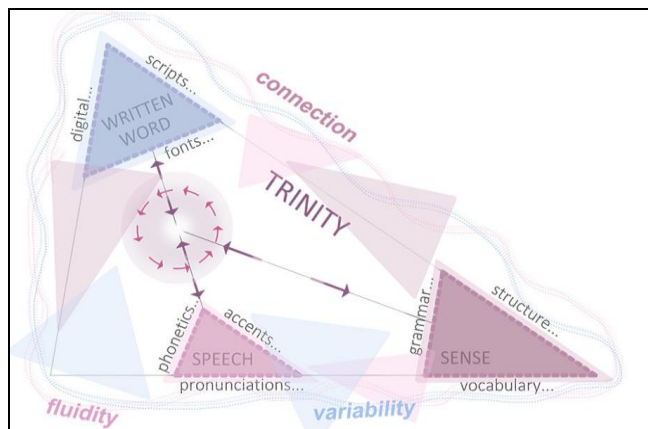 scripts...
digital...
WRITTEN
WORD
fonts...
connection
TRINITY
phonetics...
accents...
SPEECH
pronunciations...
grammar...
structure...
SENSE
vocabulary...
fluidity
variability